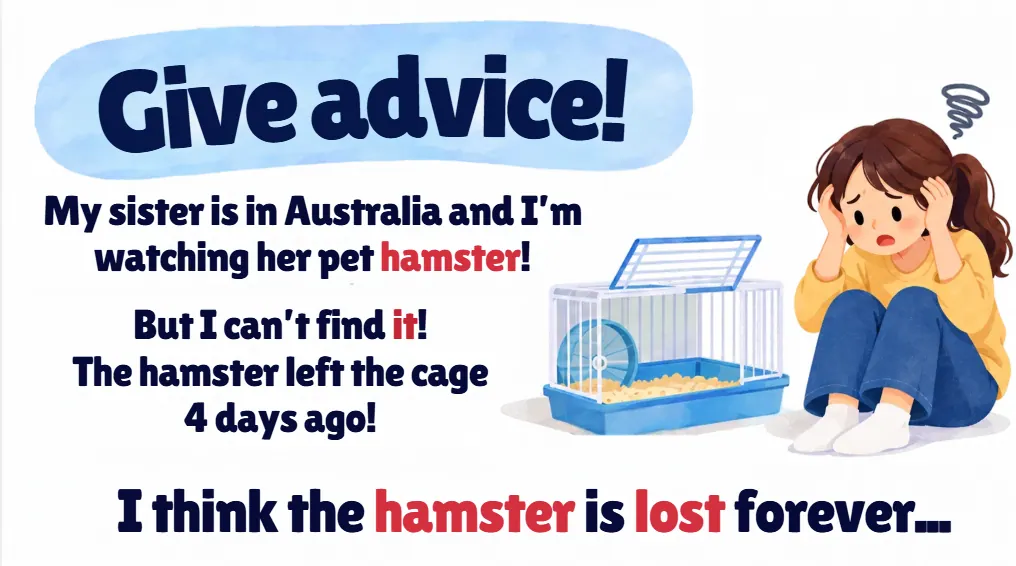 Give advice!
My sister is in Australia and I'm
watching her pet hamster!
But I can't find it!
The hamster left the cage
4 days ago!
I think the hamster is lost forever...